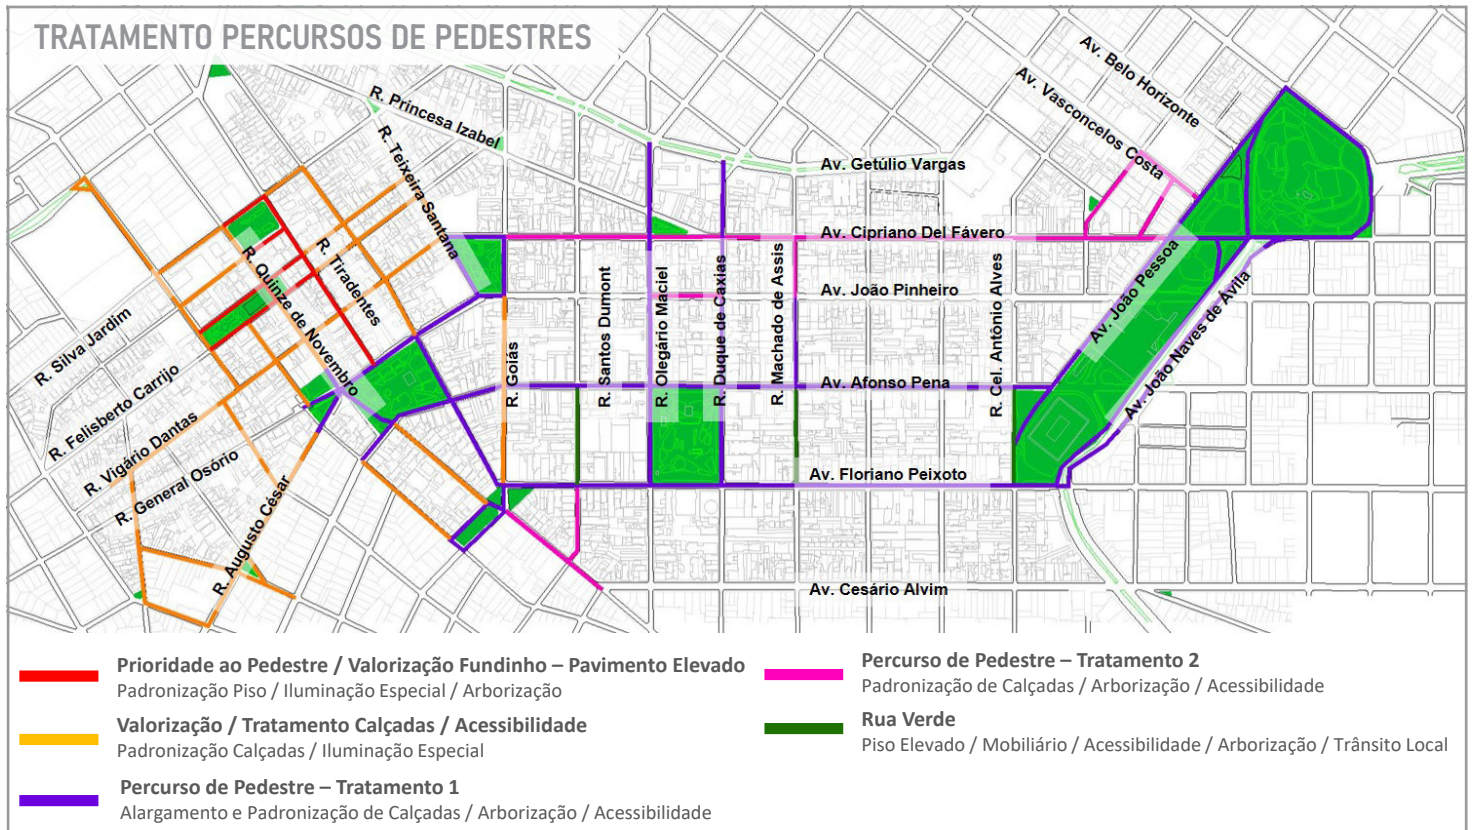 TRATAMENTO PERCURSOS DE PEDESTRES
Av. Belo Horizonte
Av. Vasconcelos Costa
R. Princesa Izabel
R. Teixeira Santana
Av. Getúlio Vargas
Av. Cipriano Del Fávero
R. Tiradentes
R. Quinze de Novembro
Av. João Pessoa
Av. João Naves de Ávila
Av. João Pinheiro
R. Silva Jardim
R. Goiás
R. Santos Dumont
R. Olegário Maciel
R. Duque de Caxias
R. Machado de Assis
R. Cel. Antônio Alves
Av. Afonso Pena
R. Felisberto Carrijo
R. Vigário Dantas
R. General Osório
R. Augusto César
Av. Floriano Peixoto
Av. Cesário Alvim
Prioridade ao Pedestre / Valorização Fundinho – Pavimento Elevado
Padronização Piso / Iluminação Especial / Arborização
Valorização / Tratamento Calçadas / Acessibilidade
Padronização Calçadas / Iluminação Especial
Percurso de Pedestre – Tratamento 1
Alargamento e Padronização de Calçadas / Arborização / Acessibilidade
Percurso de Pedestre – Tratamento 2
Padronização de Calçadas / Arborização / Acessibilidade
Rua Verde
Piso Elevado / Mobiliário / Acessibilidade / Arborização / Trânsito Local